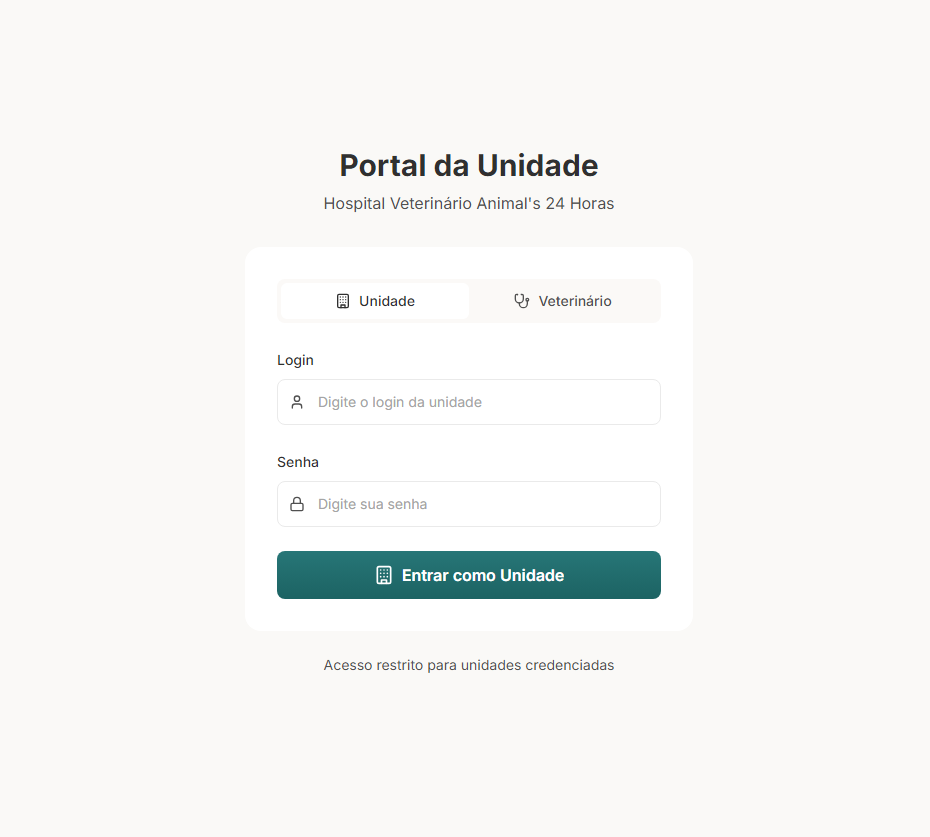 Portal da Unidade
Hospital Veterinário Animal's 24 Horas
Unidade
Veterinário
Login
Digite o login da unidade
Senha
Digite sua senha
Entrar como Unidade
Acesso restrito para unidades credenciadas